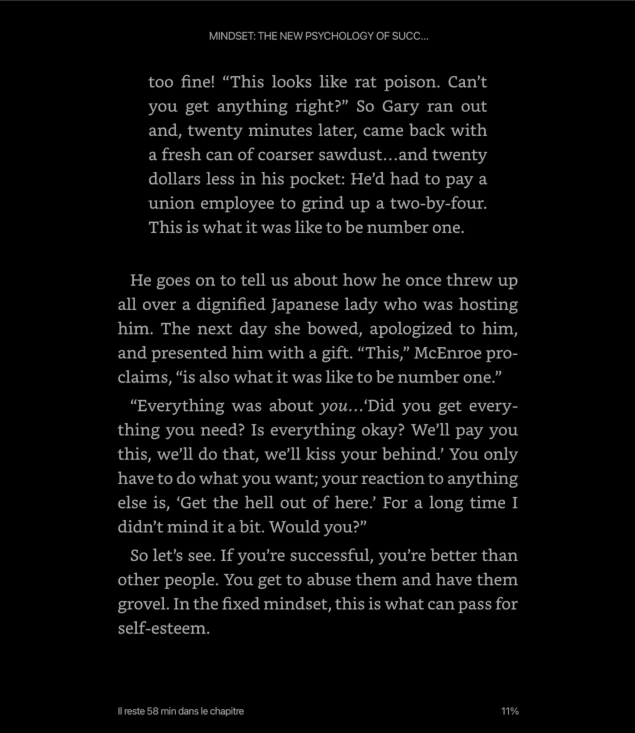 MINDSET: THE NEW PSYCHOLOGY OF SUCC...
too fine! “This looks like rat poison. Can’t
you get anything right?” So Gary ran out
and, twenty minutes later, came back with
a fresh can of coarser sawdust…and twenty
dollars less in his pocket: He’d had to pay a
union employee to grind up a two-by-four.
This is what it was like to be number one.
He goes on to tell us about how he once threw up
all over a dignified Japanese lady who was hosting
him. The next day she bowed, apologized to him,
and presented him with a gift. “This,” McEnroe pro-
claims, “is also what it was like to be number one.”
“Everything was about you…‘Did you get every-
thing you need? Is everything okay? We’ll pay you
this, we’ll do that, we’ll kiss your behind.’ You only
have to do what you want; your reaction to anything
else is, ‘Get the hell out of here.’ For a long time I
didn’t mind it a bit. Would you?”
So let’s see. If you’re successful, you’re better than
other people. You get to abuse them and have them
grovel. In the fixed mindset, this is what can pass for
self-esteem.
Il reste 58 min dans le chapitre
11%